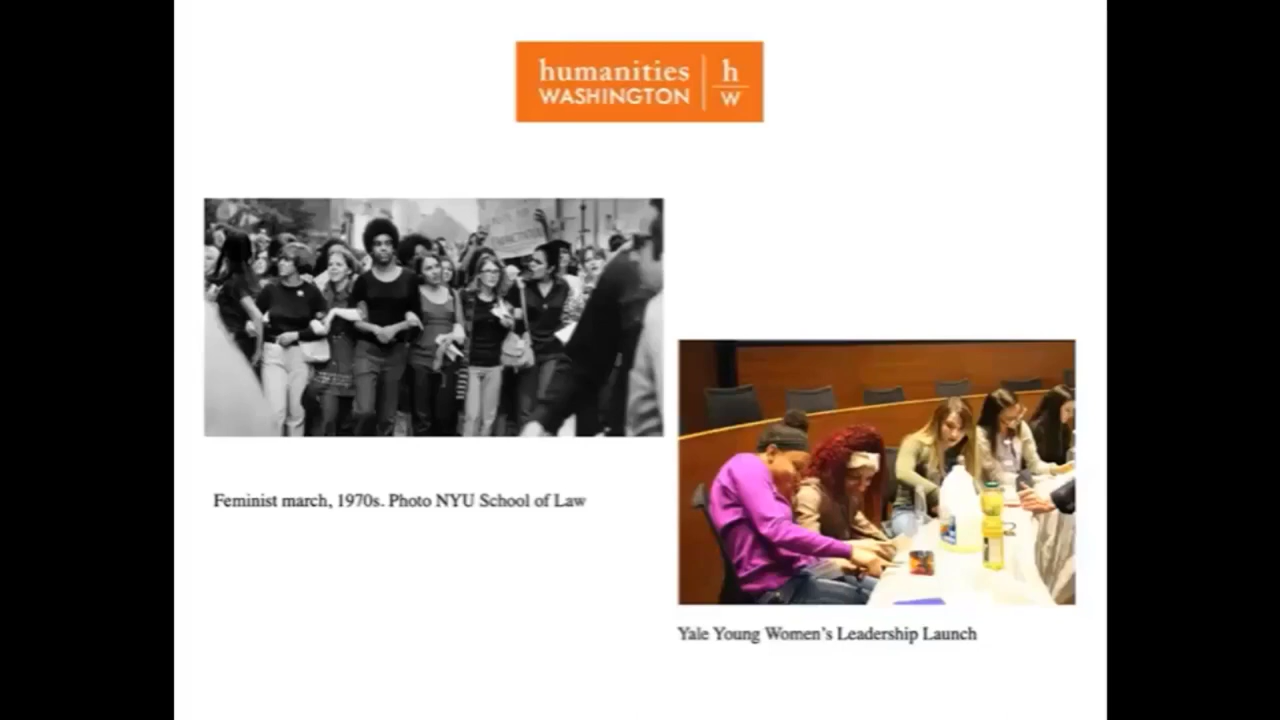 humanities
WASHINGTON
h
W
Feminist march, 1970s. Photo NYU School of Law
Yale Young Women's Leadership Launch